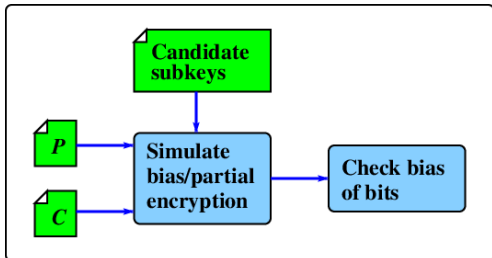 Candidate
subkeys
P
C
Simulate
bias/partial
encryption
Check bias
of bits